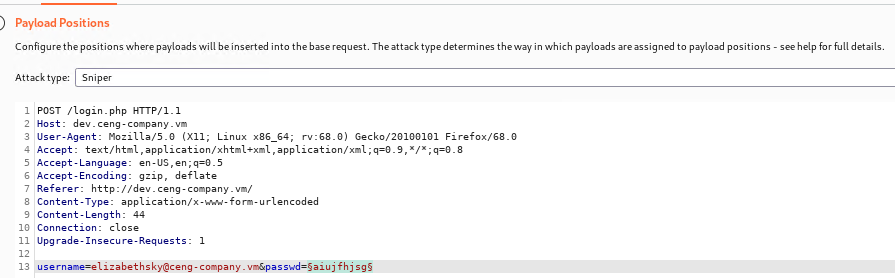 Payload Positions
Configure the positions where payloads will be inserted into the base request. The attack type determines the way in which payloads are assigned to payload positions - see help for full details.
Attack type: Sniper
1 POST /login.php HTTP/1.1
2 Host: dev.ceng-company.vm
3 User-Agent: Mozilla/5.0 (X11; Linux x86_64; rv:68.0) Gecko/20100101 Firefox/68.0
4 Accept: text/html,application/xhtml+xml,application/xml;q=0.9,*/*;q=0.8
5 Accept-Language: en-US,en;q=0.5
6 Accept-Encoding: gzip, deflate
7 Referer: http://dev.ceng-company.vm/
8 Content-Type: application/x-www-form-urlencoded
9 Content-Length: 44
10 Connection: close
11 Upgrade-Insecure-Requests: 1
12
13 username=elizabethsky@ceng-company.vm&passwd=§aiujfhjsg§